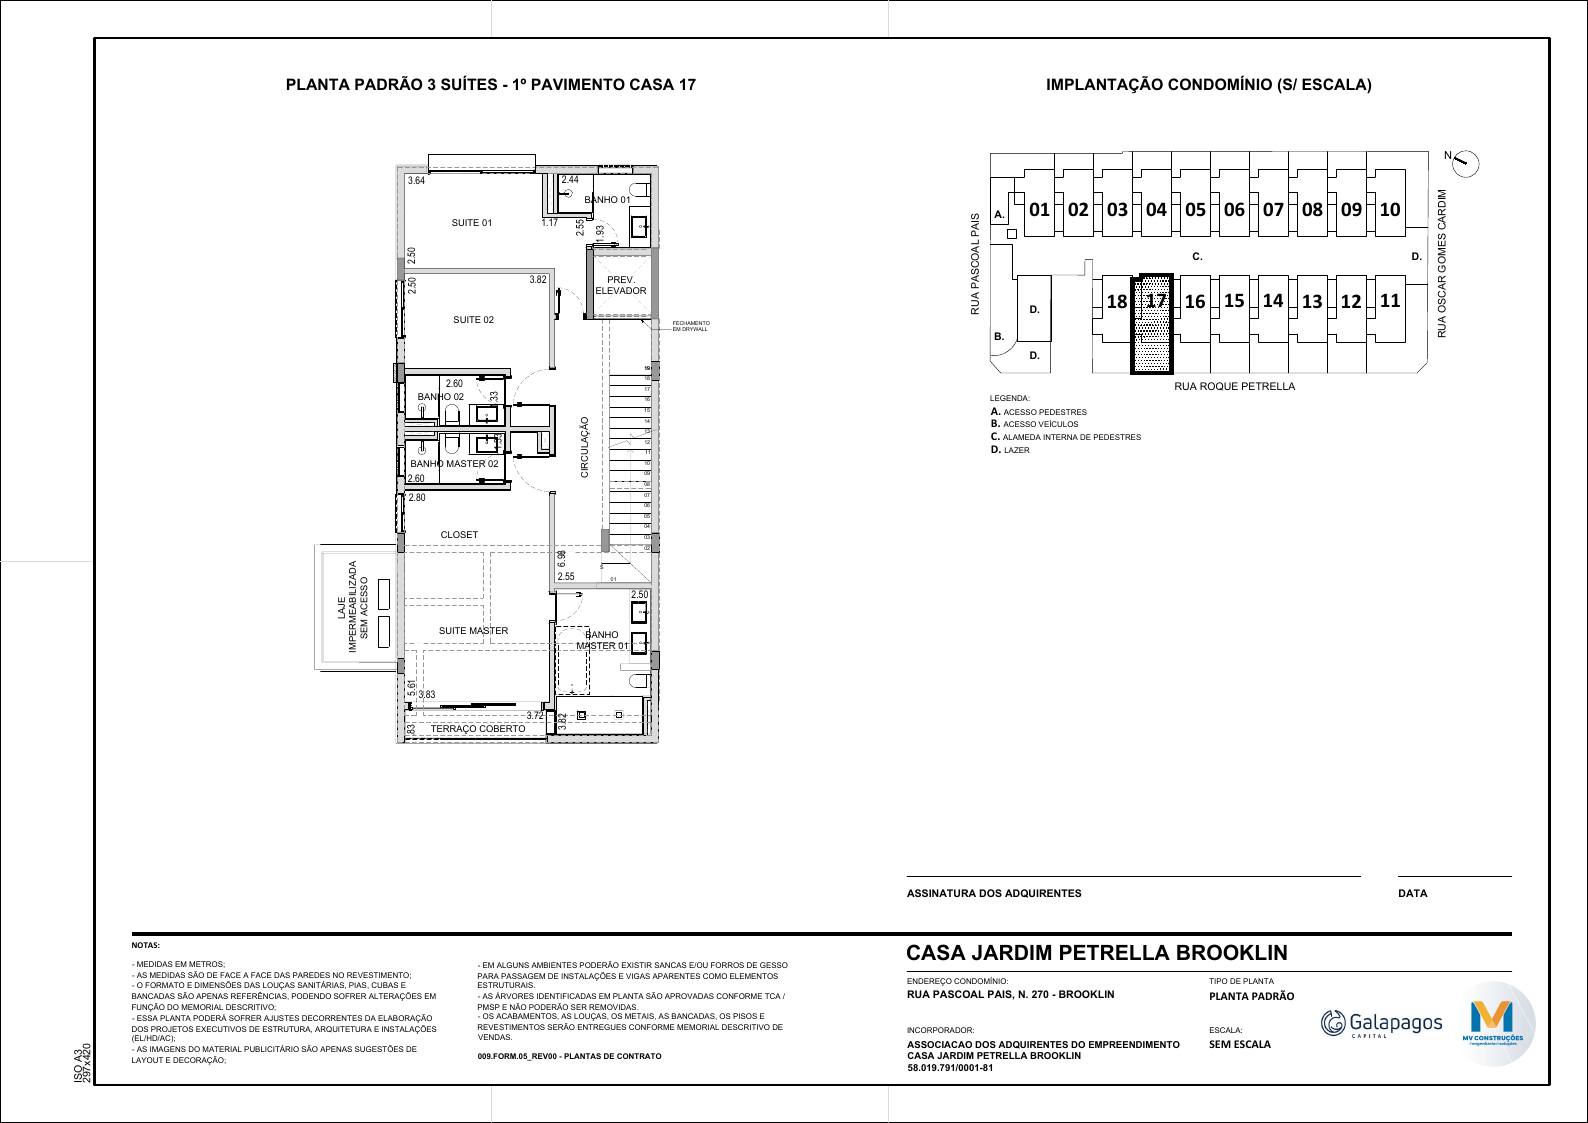 PLANTA PADRÃO 3 SUÍTES - 1º PAVIMENTO CASA 17
3.64
2.44
BANHO 01
SUITE 01
1.17
2.55
1.93
2.50
2.50
3.82
PREV.
ELEVADOR
SUITE 02
FECHAMENTO
EM DRYWALL
2.60
BANHO 02
CIRCULAÇÃO
BANHO MASTER 02
2.60
2.80
CLOSET
6.98
2.55
S
01
LAJE
IMPERMEABILIZADA
SEM ACESSO
2.50
SUITE MASTER
BANHO
MASTER 01
5.61
3.83
3.72
3.82
TERRAÇO COBERTO
IMPLANTAÇÃO CONDOMÍNIO (S/ ESCALA)
N
RUA PASCOAL PAIS
RUA OSCAR GOMES CARDIM
A.
01 02 03 04 05 06 07 08 09 10
C.
D.
18 17 16 15 14 13 12 11
D.
B.
D.
RUA ROQUE PETRELLA
LEGENDA:
A. ACESSO PEDESTRES
B. ACESSO VEÍCULOS
C. ALAMEDA INTERNA DE PEDESTRES
D. LAZER
ASSINATURA DOS ADQUIRENTES
DATA
NOTAS:
- MEDIDAS EM METROS;
- AS MEDIDAS SÃO DE FACE A FACE DAS PAREDES NO REVESTIMENTO;
- O FORMATO E DIMENSÕES DAS LOUÇAS SANITÁRIAS, PIAS, CUBAS E
BANCADAS SÃO APENAS REFERÊNCIAS, PODENDO SOFRER ALTERAÇÕES EM
FUNÇÃO DO MEMORIAL DESCRITIVO;
- ESSA PLANTA PODERÁ SOFRER AJUSTES DECORRENTES DA ELABORAÇÃO
DOS PROJETOS EXECUTIVOS DE ESTRUTURA, ARQUITETURA E INSTALAÇÕES
(EL/HD/AC);
- AS IMAGENS DO MATERIAL PUBLICITÁRIO SÃO APENAS SUGESTÕES DE
LAYOUT E DECORAÇÃO;
- EM ALGUNS AMBIENTES PODERÃO EXISTIR SANCAS E/OU FORROS DE GESSO
PARA PASSAGEM DE INSTALAÇÕES E VIGAS APARENTES COMO ELEMENTOS
ESTRUTURAIS.
- AS ÁRVORES IDENTIFICADAS EM PLANTA SÃO APROVADAS CONFORME TCA /
PMSP E NÃO PODERÃO SER REMOVIDAS.
- OS ACABAMENTOS, AS LOUÇAS, OS METAIS, AS BANCADAS, OS PISOS E
REVESTIMENTOS SERÃO ENTREGUES CONFORME MEMORIAL DESCRITIVO DE
VENDAS.
009.FORM.05_REV00 - PLANTAS DE CONTRATO
CASA JARDIM PETRELLA BROOKLIN
ENDEREÇO CONDOMÍNIO:
RUA PASCOAL PAIS, N. 270 - BROOKLIN
TIPO DE PLANTA
PLANTA PADRÃO
INCORPORADOR:
ASSOCIACAO DOS ADQUIRENTES DO EMPREENDIMENTO
CASA JARDIM PETRELLA BROOKLIN
58.019.791/0001-81
ESCALA:
SEM ESCALA
Galapagos
CAPITAL
MV CONSTRUÇÕES
ISO A3
297x420